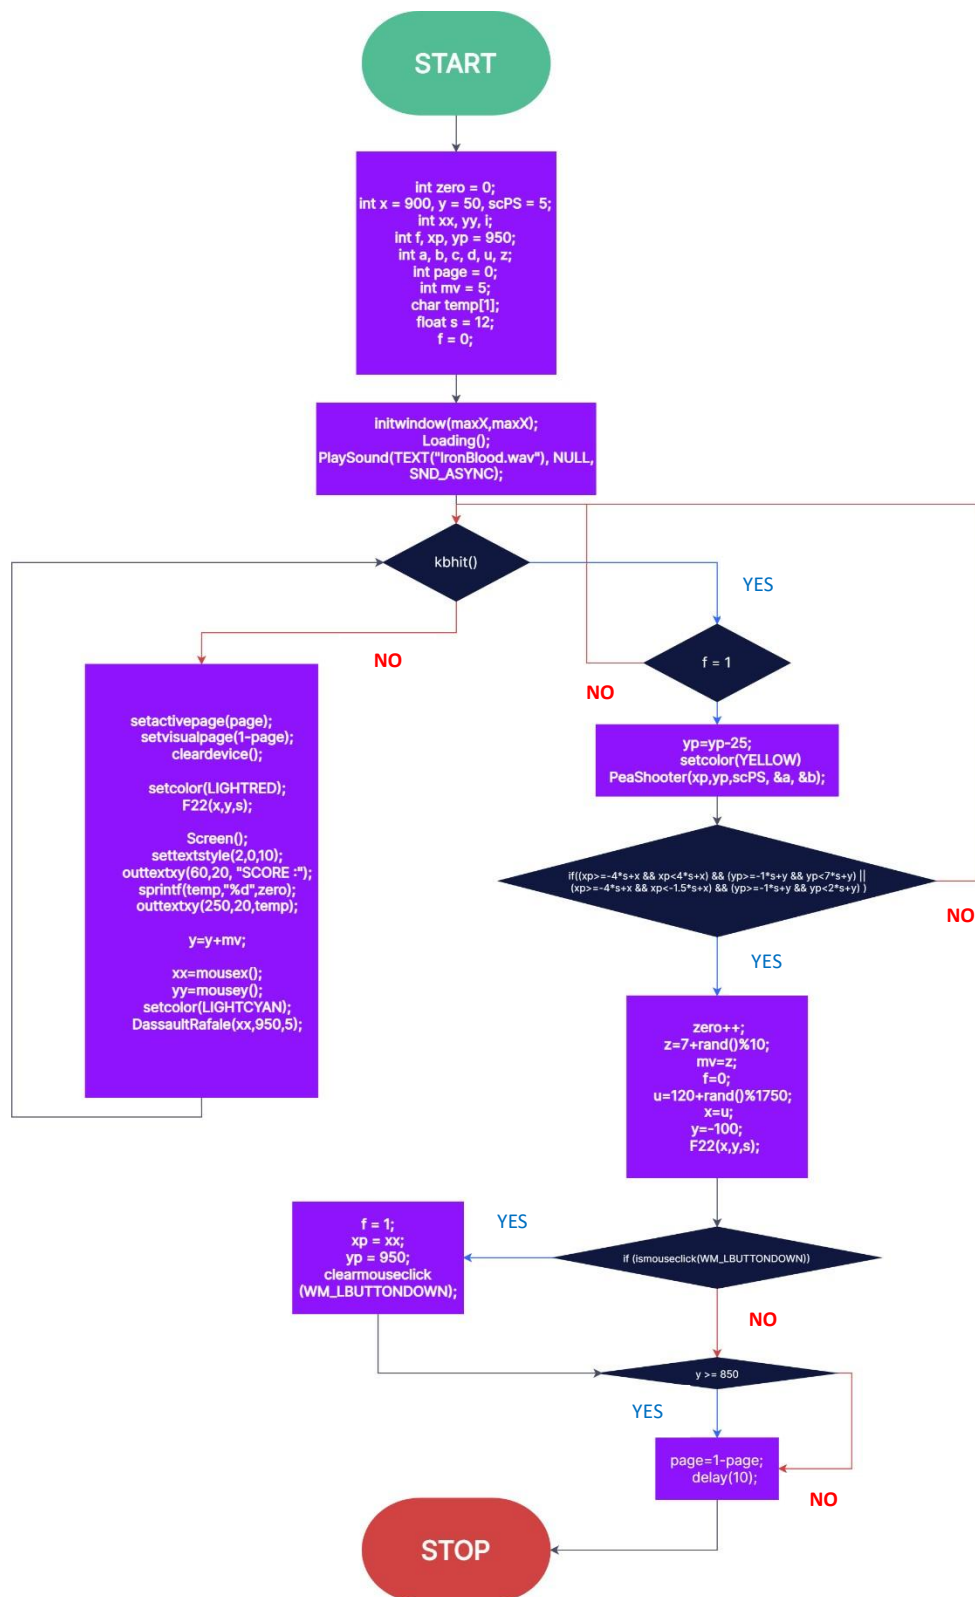 START
int zero = 0;
int x = 900, y = 50, scPS = 5;
int xx, yy, i;
int f, xp, yp = 950;
int a, b, c, d, u, z;
int page = 0;
int mv = 5;
char temp[1];
float s = 12;
f = 0;
initwindow(maxX,maxX);
Loading();
PlaySound(TEXT("IronBlood.wav"), NULL,
SND_ASYNC);
kbhit()
YES
NO
f = 1
NO
setactivepage(page);
setvisualpage(1-page);
cleardevice();
setcolor(LIGHTRED);
F22(x,y,s);
Screen();
settextstyle(2,0,10);
outtextxy(60,20, "SCORE :");
sprintf(temp,"%d",zero);
outtextxy(250,20,temp);
y=y+mv;
xx=mousex();
yy=mousey();
setcolor(LIGHTCYAN);
DassaultRafale(xx,950,5);
yp=yp-25;
setcolor(YELLOW)
PeaShooter(xp,yp,scPS, &a, &b);
if((xp>=-4*s+x && xp<4*s+x) && (yp>=-1*s+y && yp<7*s+y) ||
(xp>=-4*s+x && xp<-1.5*s+x) && (yp>=-1*s+y && yp<2*s+y) )
NO
YES
zero++;
z=7+rand()%10;
mv=z;
f=0;
u=120+rand()%1750;
x=u;
y=-100;
F22(x,y,s);
if (ismouseclick(WM_LBUTTONDOWN))
YES
f = 1;
xp = xx;
yp = 950;
clearmouseclick
(WM_LBUTTONDOWN);
NO
y >= 850
YES
page=1-page;
delay(10);
NO
STOP